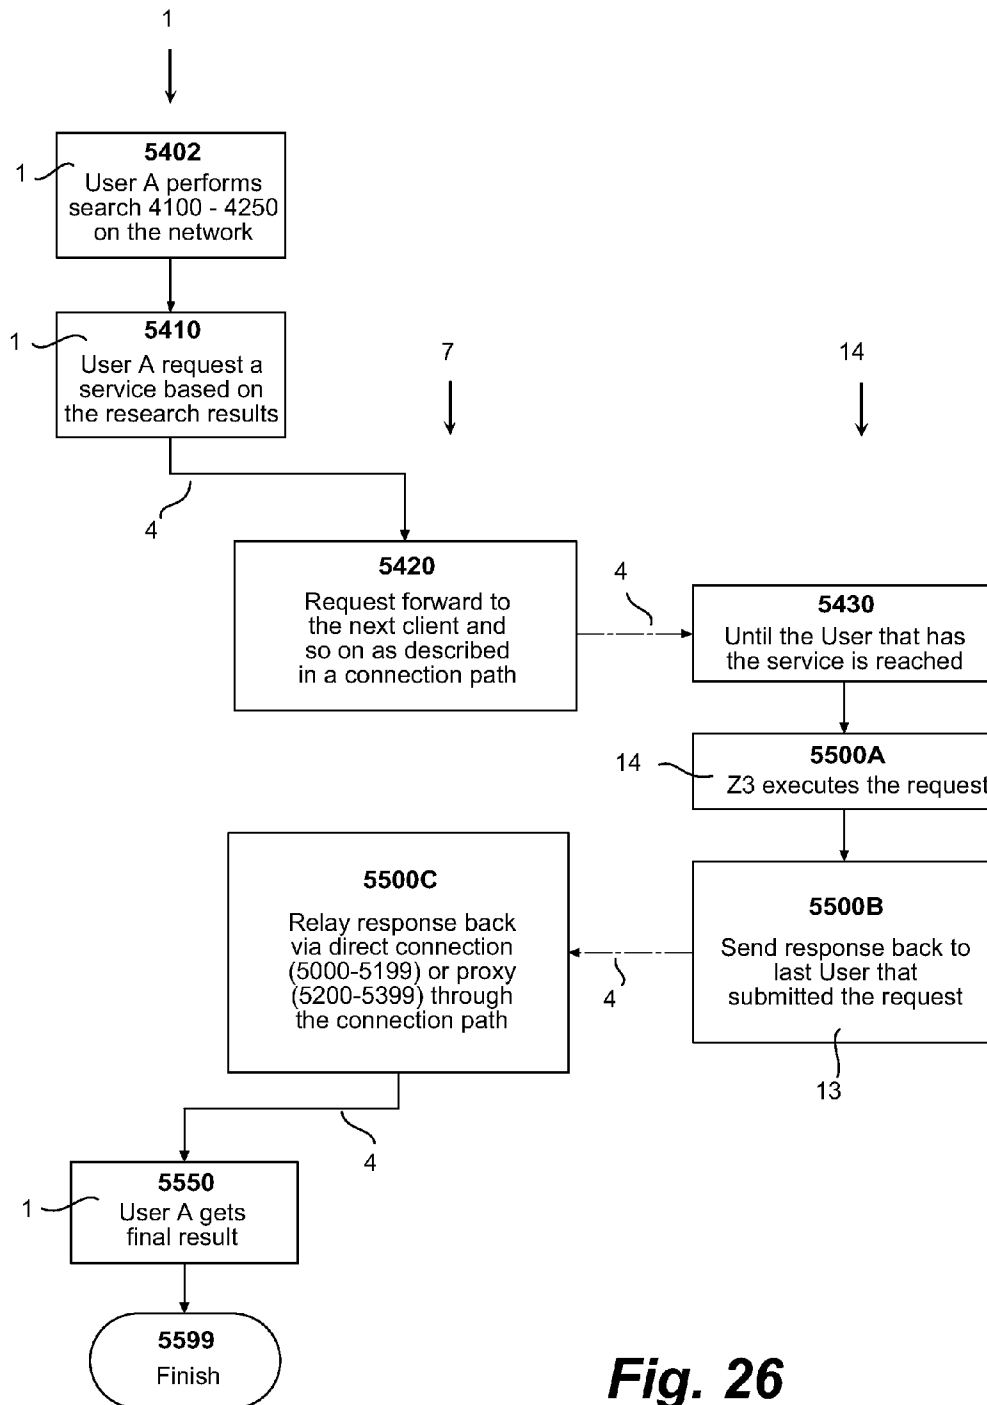 1
5402
1
User A performs
search 4100 - 4250
on the network
5410
1
User A request a
service based on
the research results
7
14
4
5420
Request forward to
the next client and
so on as described
in a connection path
4
5430
Until the User that has
the service is reached
5500A
14
Z3 executes the request
5500C
Relay response back
via direct connection
(5000-5199) or proxy
(5200-5399) through
the connection path
5500B
Send response back to
last User that
submitted the request
4
13
4
5550
1
User A gets
final result
5599
Finish
Fig. 26